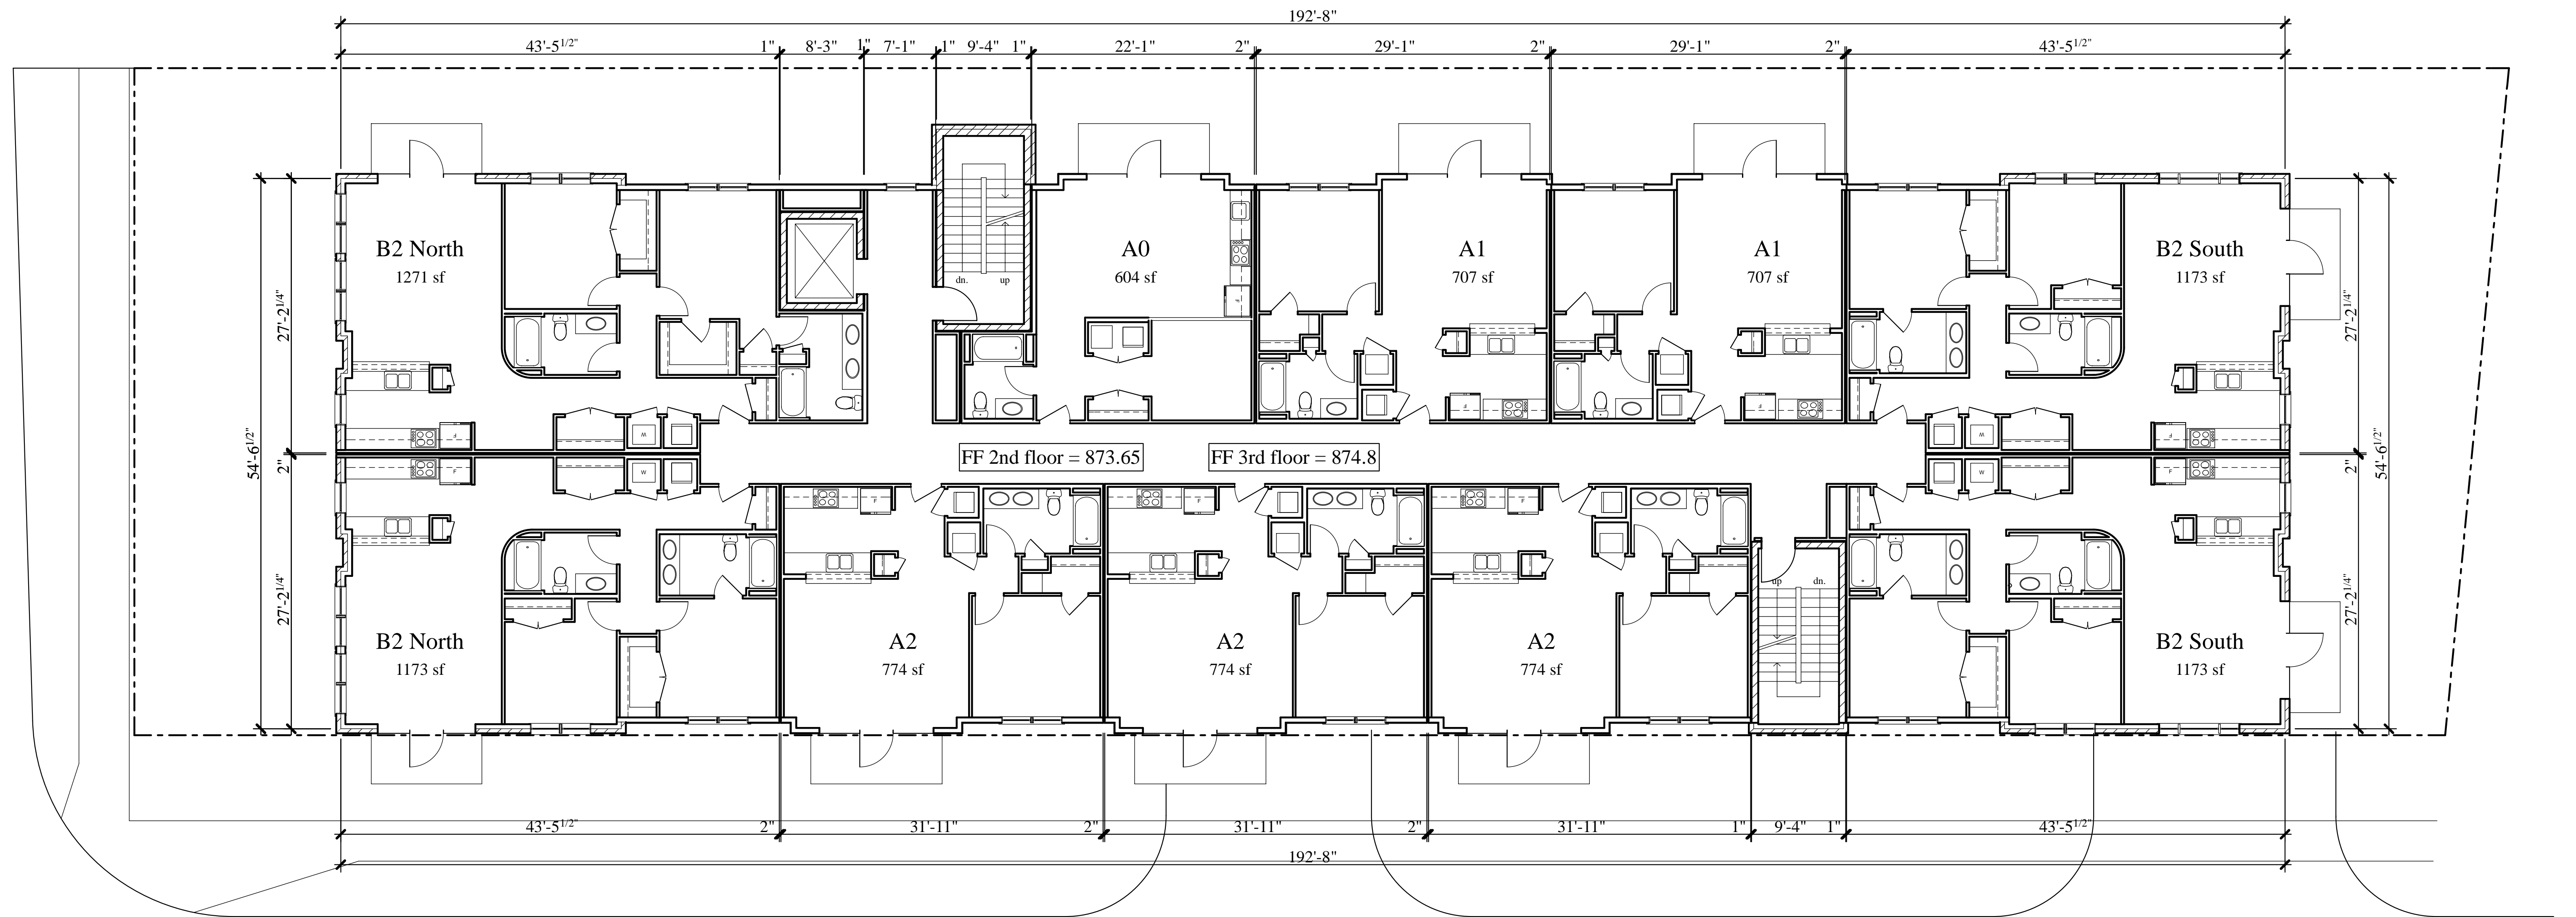 192'-8"
43'-5 1/2" 1" 8'-3" 1" 7'-1" 1" 9'-4" 1" 22'-1" 2" 29'-1" 2" 29'-1" 2" 43'-5 1/2"
B2 North
1271 sf
A0
604 sf
A1
707 sf
A1
707 sf
B2 South
1173 sf
dn.
up
F
27'-2 1/4"
54'-6 1/2"
2"
27'-2 1/4"
27'-2 1/4"
54'-6 1/2"
2"
27'-2 1/4"
F
W
F
F
W
F
FF 2nd floor = 873.65
FF 3rd floor = 874.8
F
W
F
F
F
W
F
up
dn.
B2 North
1173 sf
A2
774 sf
A2
774 sf
A2
774 sf
B2 South
1173 sf
43'-5 1/2" 2" 31'-11" 2" 31'-11" 2" 31'-11" 1" 9'-4" 1" 43'-5 1/2"
192'-8"